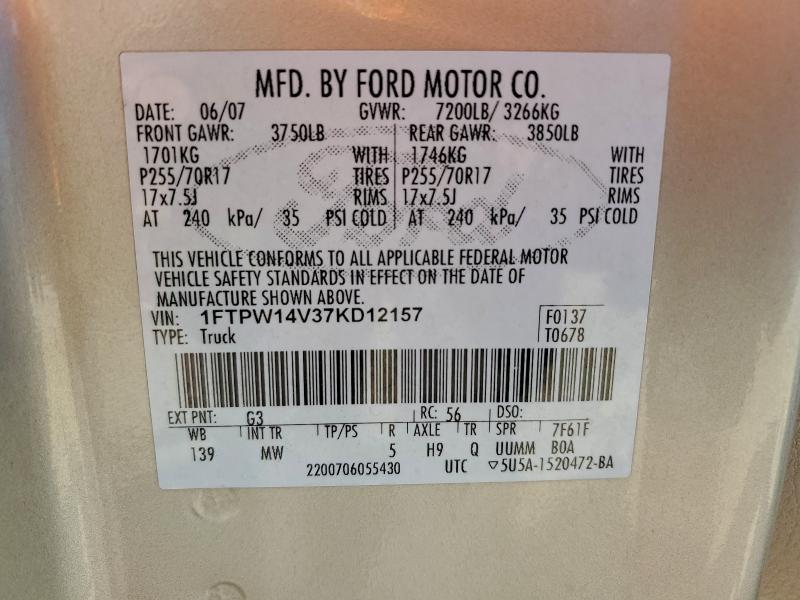 MFD. BY FORD MOTOR CO.
DATE: 06/07 GVWR: 7200LB/ 3266KG
FRONT GAWR: 3750LB REAR GAWR: 3850LB
1701KG WITH 1746KG WITH
P255/70R17 TIRES P255/70R17 TIRES
17x7.5J RIMS 17x7.5J RIMS
AT 240 kPa/ 35 PSI COLD AT 240 kPa/ 35 PSI COLD
Ford
THIS VEHICLE CONFORMS TO ALL APPLICABLE FEDERAL MOTOR
VEHICLE SAFETY STANDARDS IN EFFECT ON THE DATE OF
MANUFACTURE SHOWN ABOVE.
VIN: 1FTPW14V37KD12157 F0137
TYPE: Truck T0678
EXT PNT: G3 RC: 56 DSO:
WB INT TR TP/PS R AXLE TR SPR 7F61F
139 MW 5 H9 Q UUMM BOA
2200706055430 UTC ▽5U5A-1520472-BA